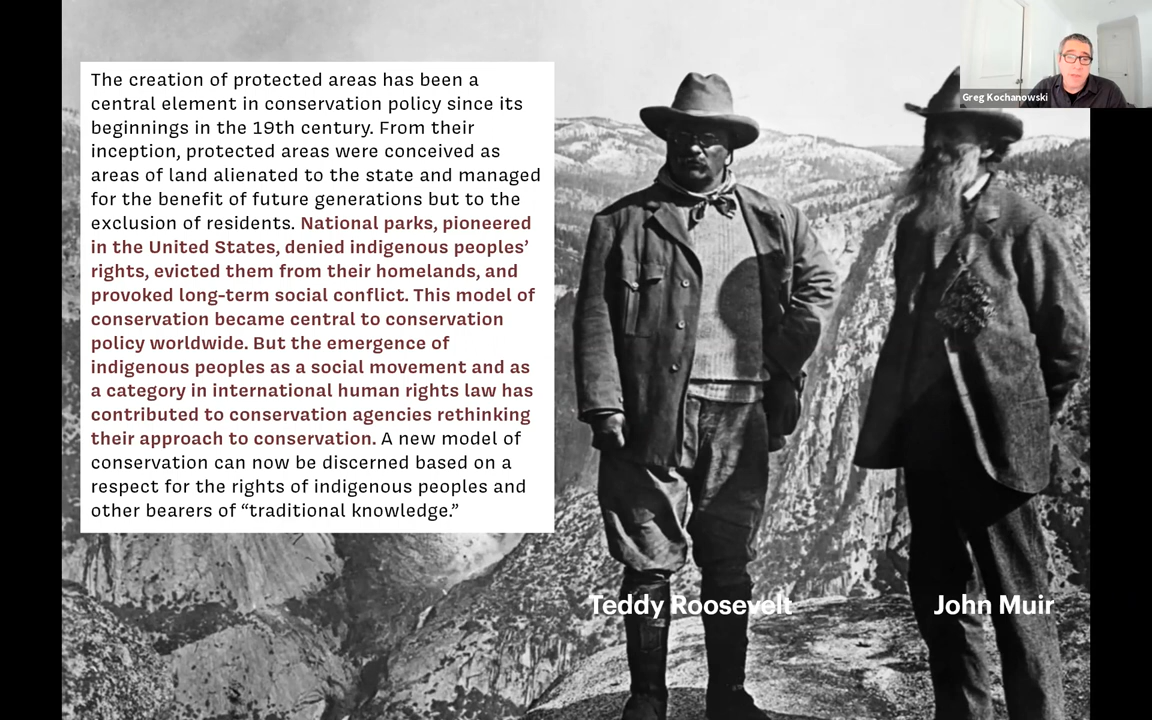 The creation of protected areas has been a
central element in conservation policy since its
beginnings in the 19th century. From their
inception, protected areas were conceived as
areas of land alienated to the state and managed
for the benefit of future generations but to the
exclusion of residents. National parks, pioneered
in the United States, denied indigenous peoples’
rights, evicted them from their homelands, and
provoked long-term social conflict. This model of
conservation became central to conservation
policy worldwide. But the emergence of
indigenous peoples as a social movement and as
a category in international human rights law has
contributed to conservation agencies rethinking
their approach to conservation. A new model of
conservation can now be discerned based on a
respect for the rights of indigenous peoples and
other bearers of “traditional knowledge.”
Greg Kochanowski
Teddy Roosevelt
John Muir